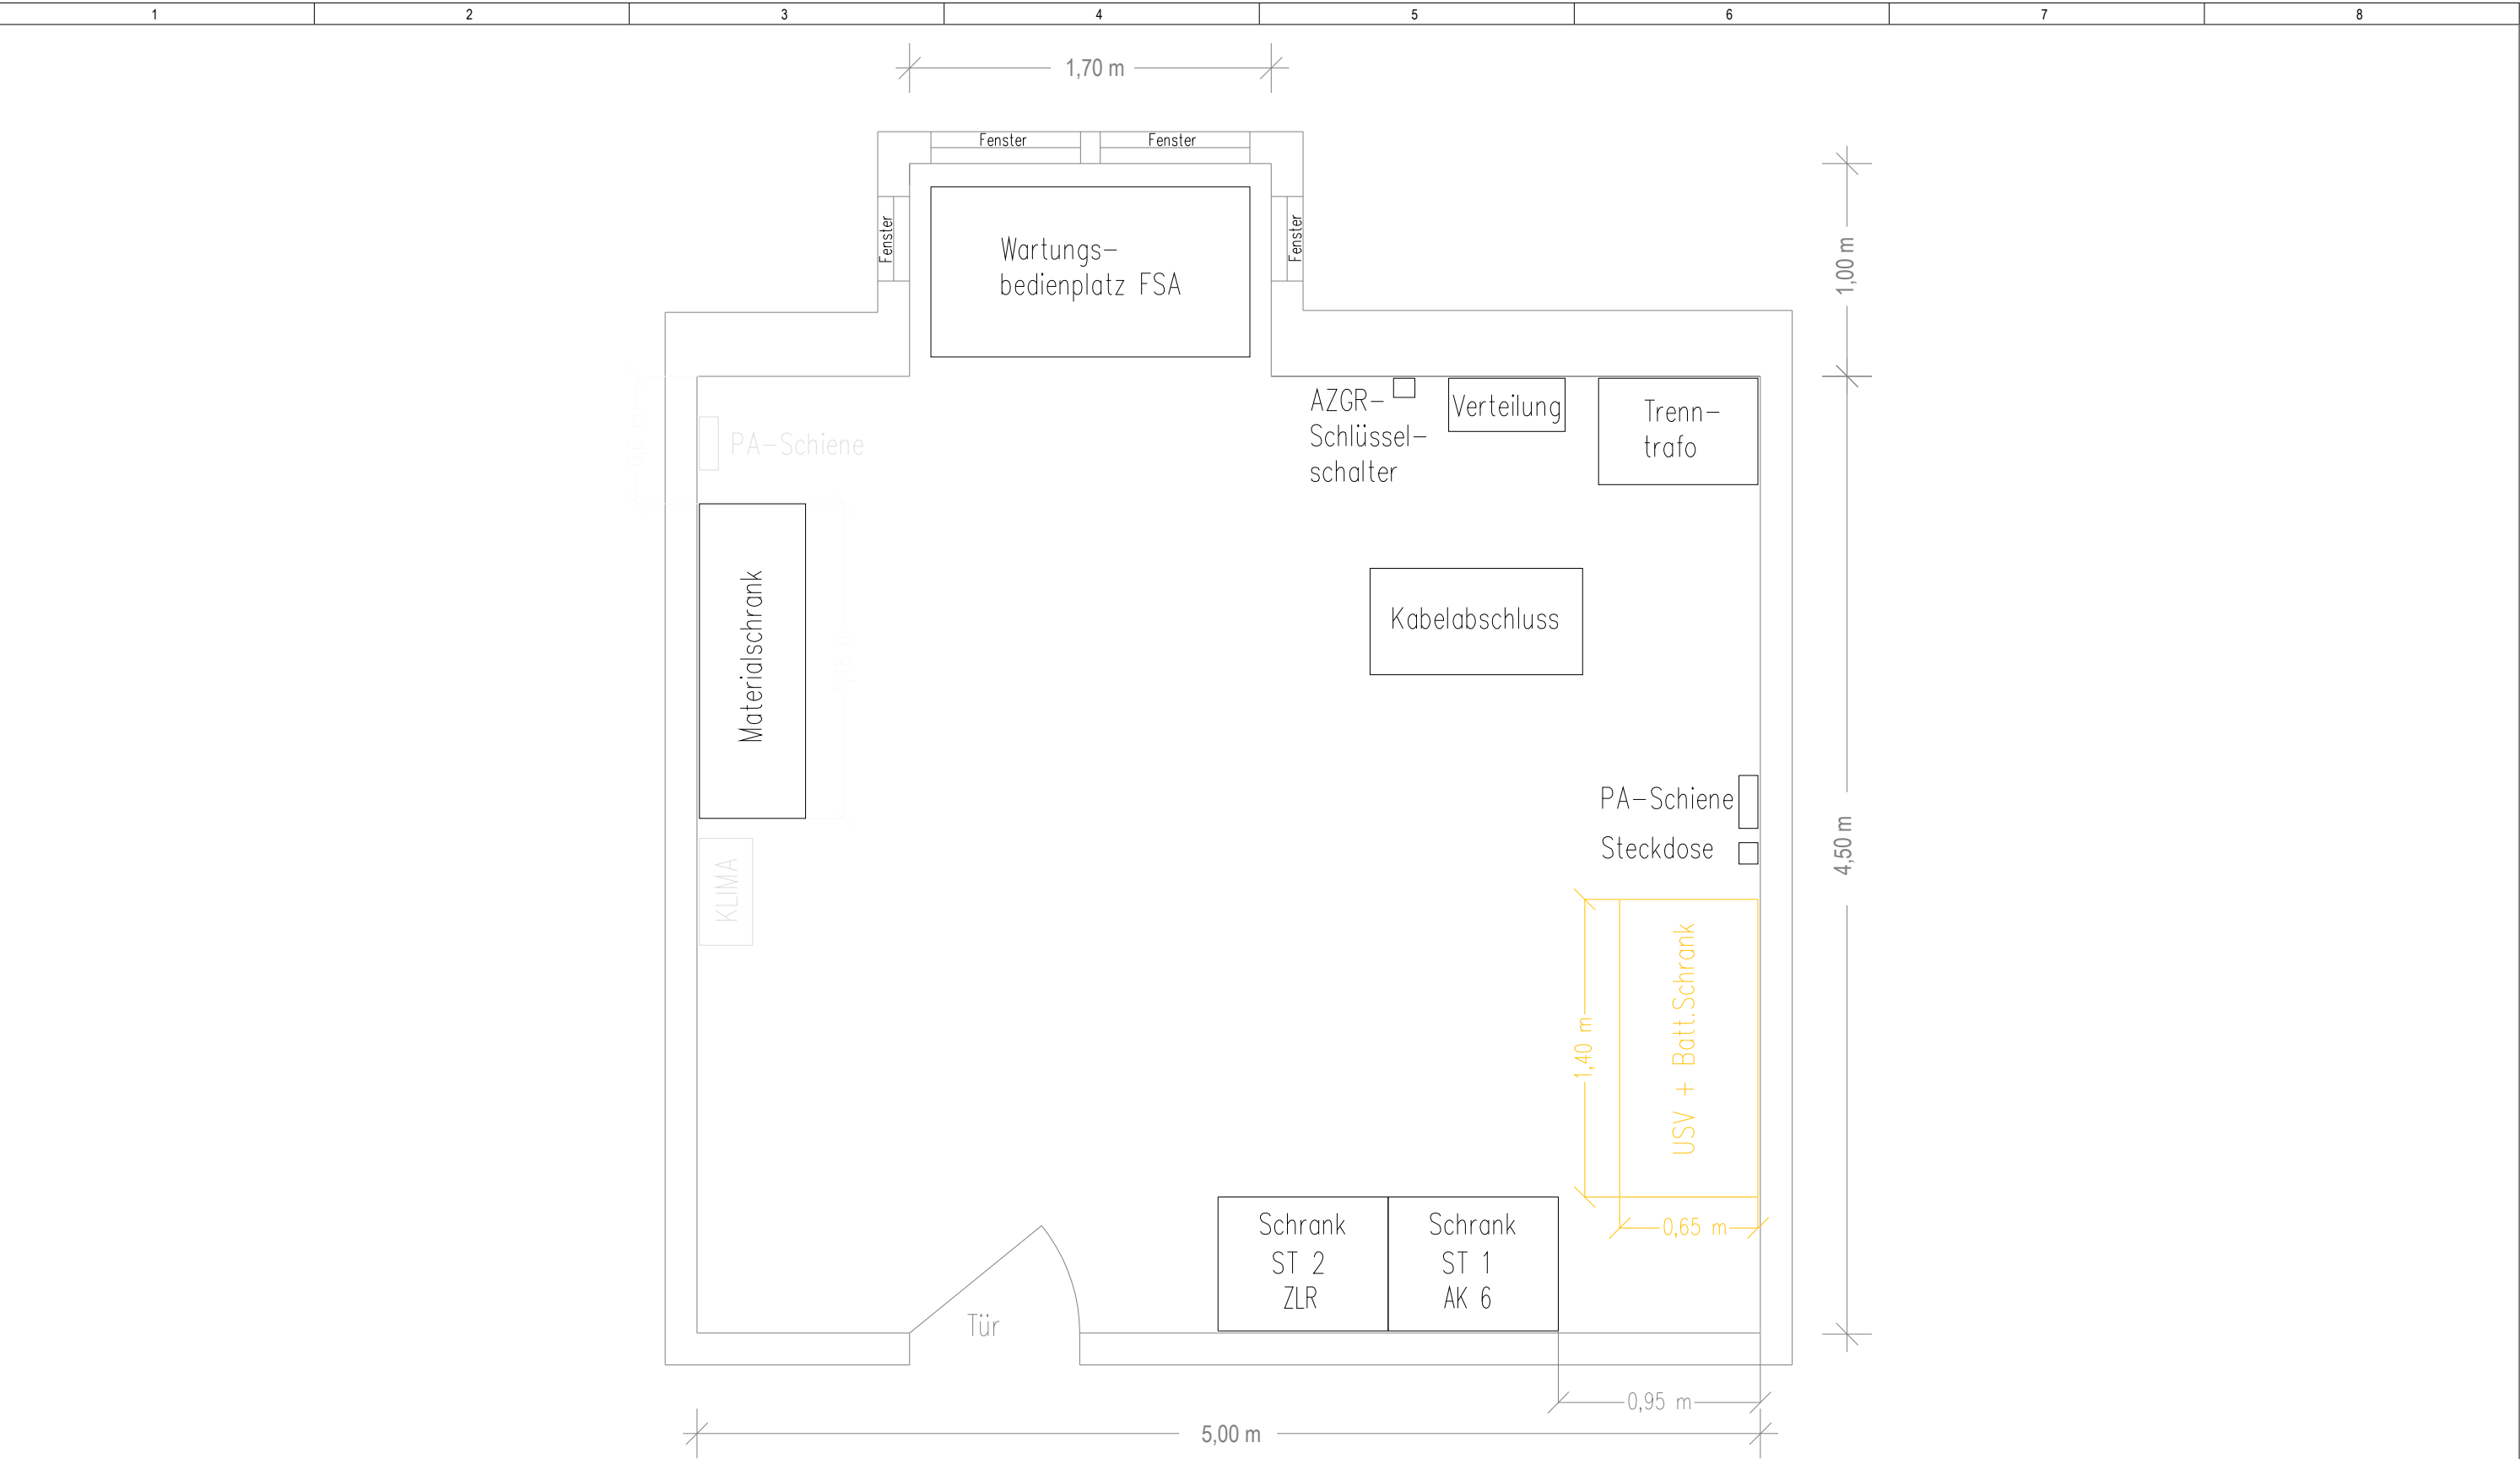 1 2 3 4 5 6 7 8
1,70 m
Fenster Fenster
Fenster
Fenster
Wartungs-
bedienplatz FSA
1,00 m
AZGR-
Schlüssel-
schalter
Verteilung
Trenn-
trafo
PA-Schiene
Materialschrank
Kabelabschluss
PA-Schiene
Steckdose
4,50 m
KLIMA
1,40 m
USV + Batt.Schrank
0,65 m
Schrank
ST 2
ZLR
Schrank
ST 1
AK 6
Tür
0,95 m
5,00 m